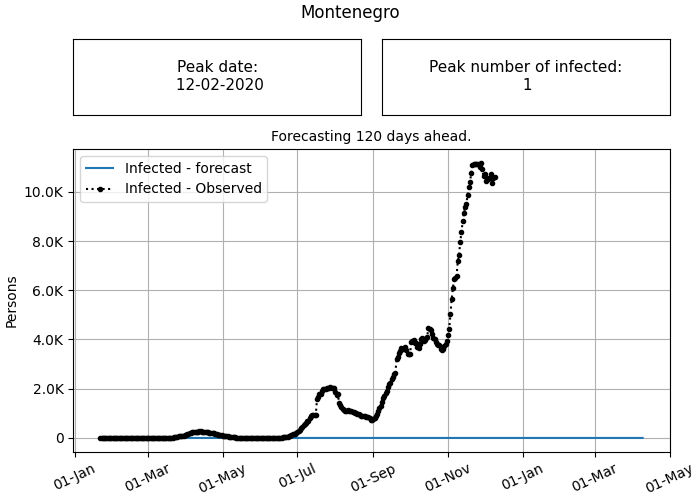 Montenegro
Peak date:
12-02-2020
Peak number of infected:
1
Forecasting 120 days ahead.
Infected - forecast
Infected - Observed
Persons
10.0K
8.0K
6.0K
4.0K
2.0K
0
01-Jan
01-Mar
01-May
01-Jul
01-Sep
01-Nov
01-Jan
01-Mar
01-May